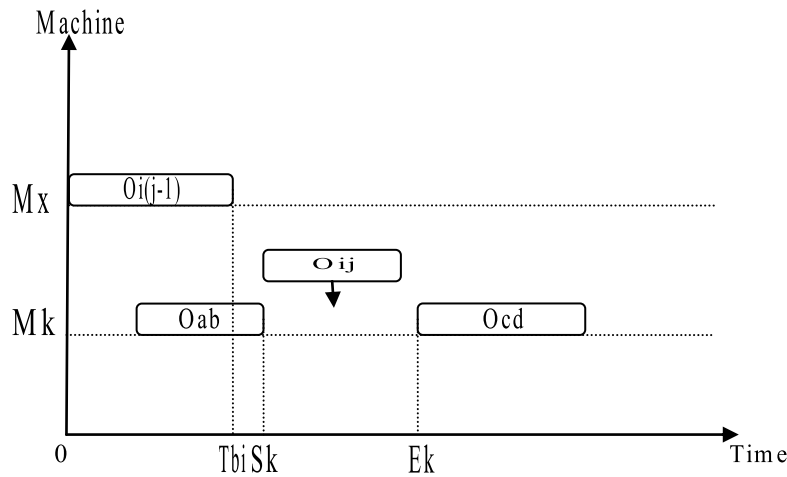 Machine
Mx
Oi(j-1)
Oij
Mk
Oab
Ocd
0
Tbi
Sk
Ek
Time